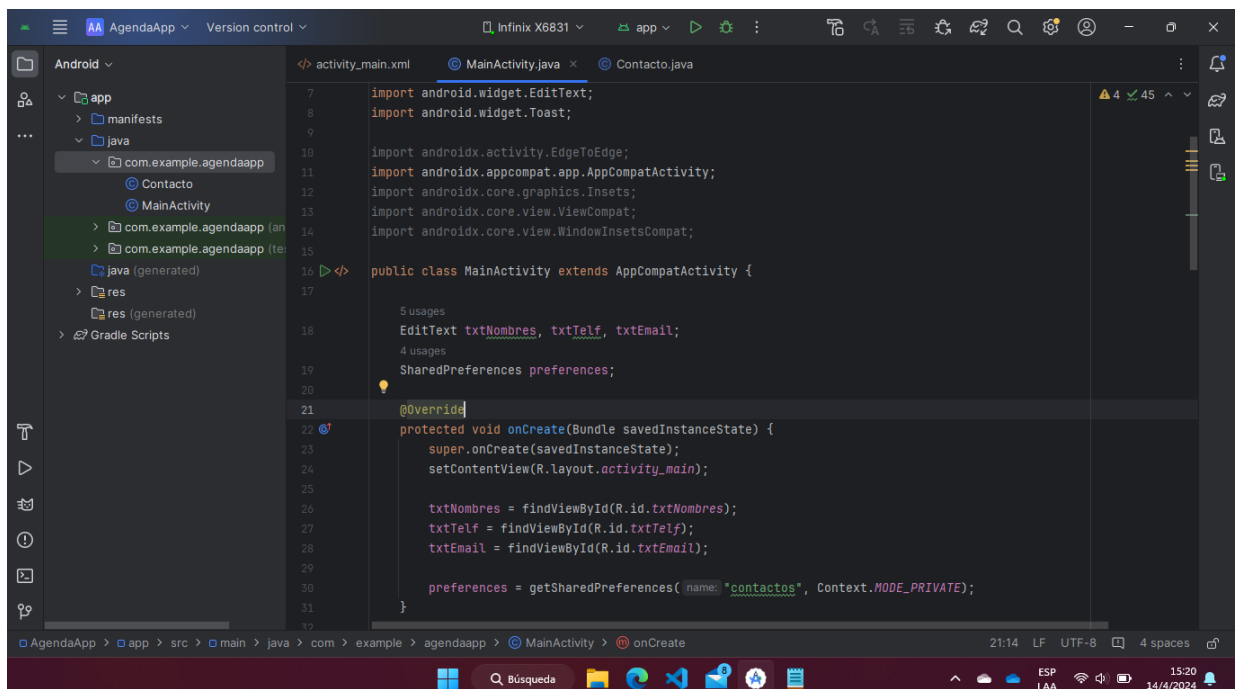 AA AgendaApp Version control Infinix X6831 app
Android
activity_main.xml MainActivity.java Contacto.java
app
manifests
java
com.example.agendaapp
Contacto
MainActivity
com.example.agendaapp (an
com.example.agendaapp (te
java (generated)
res
res (generated)
Gradle Scripts
4 45
7 import android.widget.EditText;
8 import android.widget.Toast;
9
10 import androidx.activity.EdgeToEdge;
11 import androidx.appcompat.app.AppCompatActivity;
12 import androidx.core.graphics.Insets;
13 import androidx.core.view.ViewCompat;
14 import androidx.core.view.WindowInsetsCompat;
15
16 public class MainActivity extends AppCompatActivity {
17
5 usages
18 EditText txtNombres, txtTelf, txtEmail;
4 usages
19 SharedPreferences preferences;
20
21 @Override
22 protected void onCreate(Bundle savedInstanceState) {
23 super.onCreate(savedInstanceState);
24 setContentView(R.layout.activity_main);
25
26 txtNombres = findViewById(R.id.txtNombres);
27 txtTelf = findViewById(R.id.txtTelf);
28 txtEmail = findViewById(R.id.txtEmail);
29
30 preferences = getSharedPreferences( name: "contactos", Context.MODE_PRIVATE);
31 }
32
AgendaApp > app > src > main > java > com > example > agendaapp > MainActivity > onCreate 21:14 LF UTF-8 4 spaces
Búsqueda 8 ESP 15:20
LAA 14/4/2024